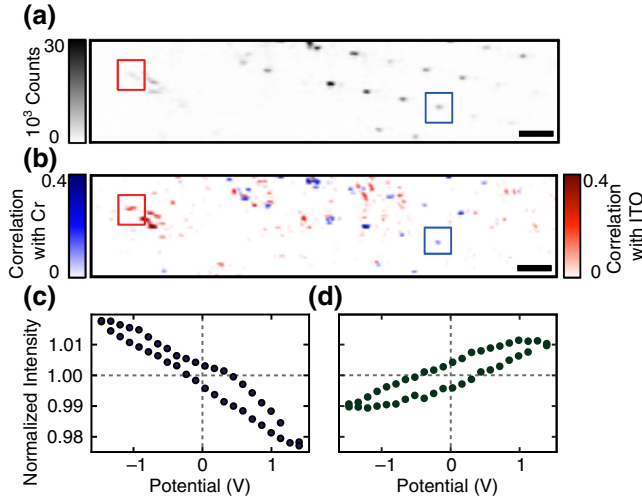 (a)
30
10³ Counts
0
(b)
0.4
Correlation
with Cr
0
0.4
Correlation
with ITO
0
(c)
(d)
Normalized Intensity
1.01
1.00
0.99
0.98
−1 0 1
−1 0 1
Potential (V)
Potential (V)